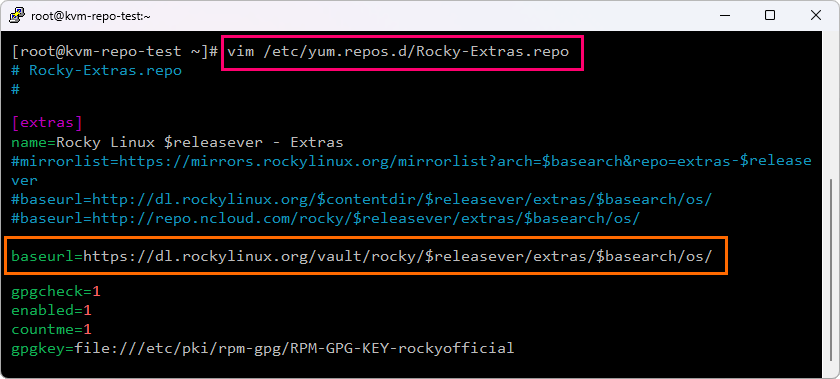 root@kvm-repo-test:~
[root@kvm-repo-test ~]# vim /etc/yum.repos.d/Rocky-Extras.repo
# Rocky-Extras.repo
#
[extras]
name=Rocky Linux $releasever - Extras
#mirrorlist=https://mirrors.rockylinux.org/mirrorlist?arch=$basearch&repo=extras-$release
ver
#baseurl=http://dl.rockylinux.org/$contentdir/$releasever/extras/$basearch/os/
#baseurl=http://repo.ncloud.com/rocky/$releasever/extras/$basearch/os/
baseurl=https://dl.rockylinux.org/vault/rocky/$releasever/extras/$basearch/os/
gpgcheck=1
enabled=1
countme=1
gpgkey=file:///etc/pki/rpm-gpg/RPM-GPG-KEY-rockyofficial